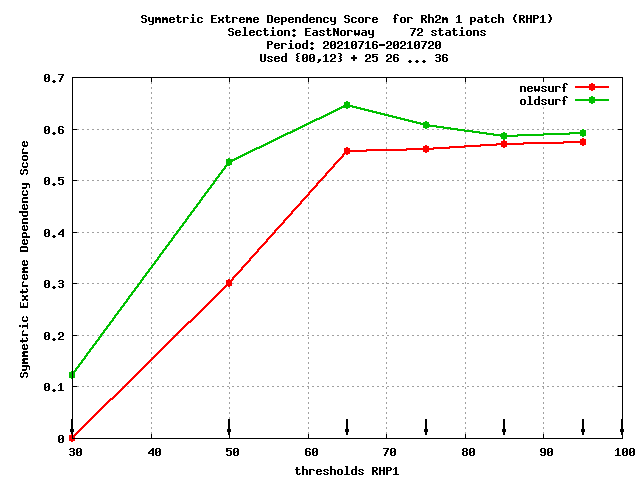 Symmetric Extreme Dependency Score  for Rh2m 1 patch (RHP1)
Selection: EastNorway     72 stations
Period: 20210716-20210720
Used {00,12} + 25 26 ... 36
newsurf
oldsurf
Symmetric Extreme Dependency Score
0.7
0.6
0.5
0.4
0.3
0.2
0.1
0
30 40 50 60 70 80 90 100
thresholds RHP1